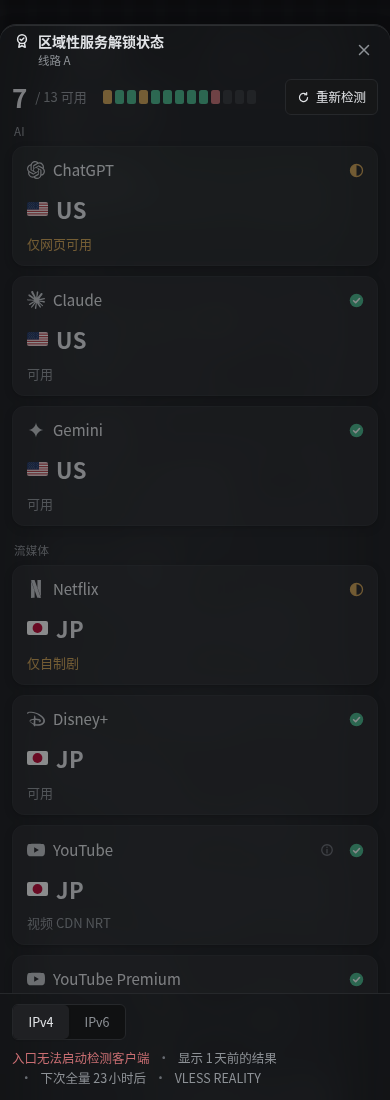 区域性服务解锁状态
线路 A
7 / 13 可用
重新检测
AI
ChatGPT
US
仅网页可用
Claude
US
可用
Gemini
US
可用
流媒体
Netflix
JP
仅自制剧
Disney+
JP
可用
YouTube
JP
视频 CDN NRT
YouTube Premium
IPv4 IPv6
入口无法启动检测客户端 · 显示 1 天前的结果
· 下次全量 23 小时后 · VLESS REALITY